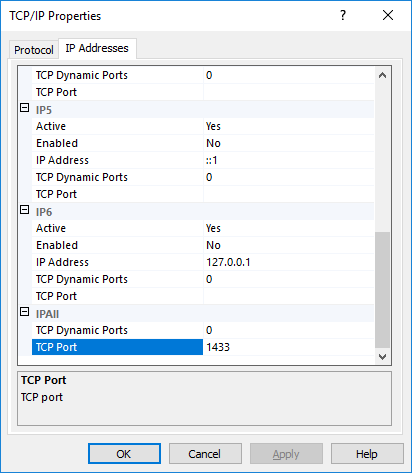 TCP/IP Properties
Protocol IP Addresses
TCP Dynamic Ports 0
TCP Port
IP5
Active Yes
Enabled No
IP Address ::1
TCP Dynamic Ports 0
TCP Port
IP6
Active Yes
Enabled No
IP Address 127.0.0.1
TCP Dynamic Ports 0
TCP Port
IPAll
TCP Dynamic Ports 0
TCP Port 1433
TCP Port
TCP port
OK Cancel Apply Help